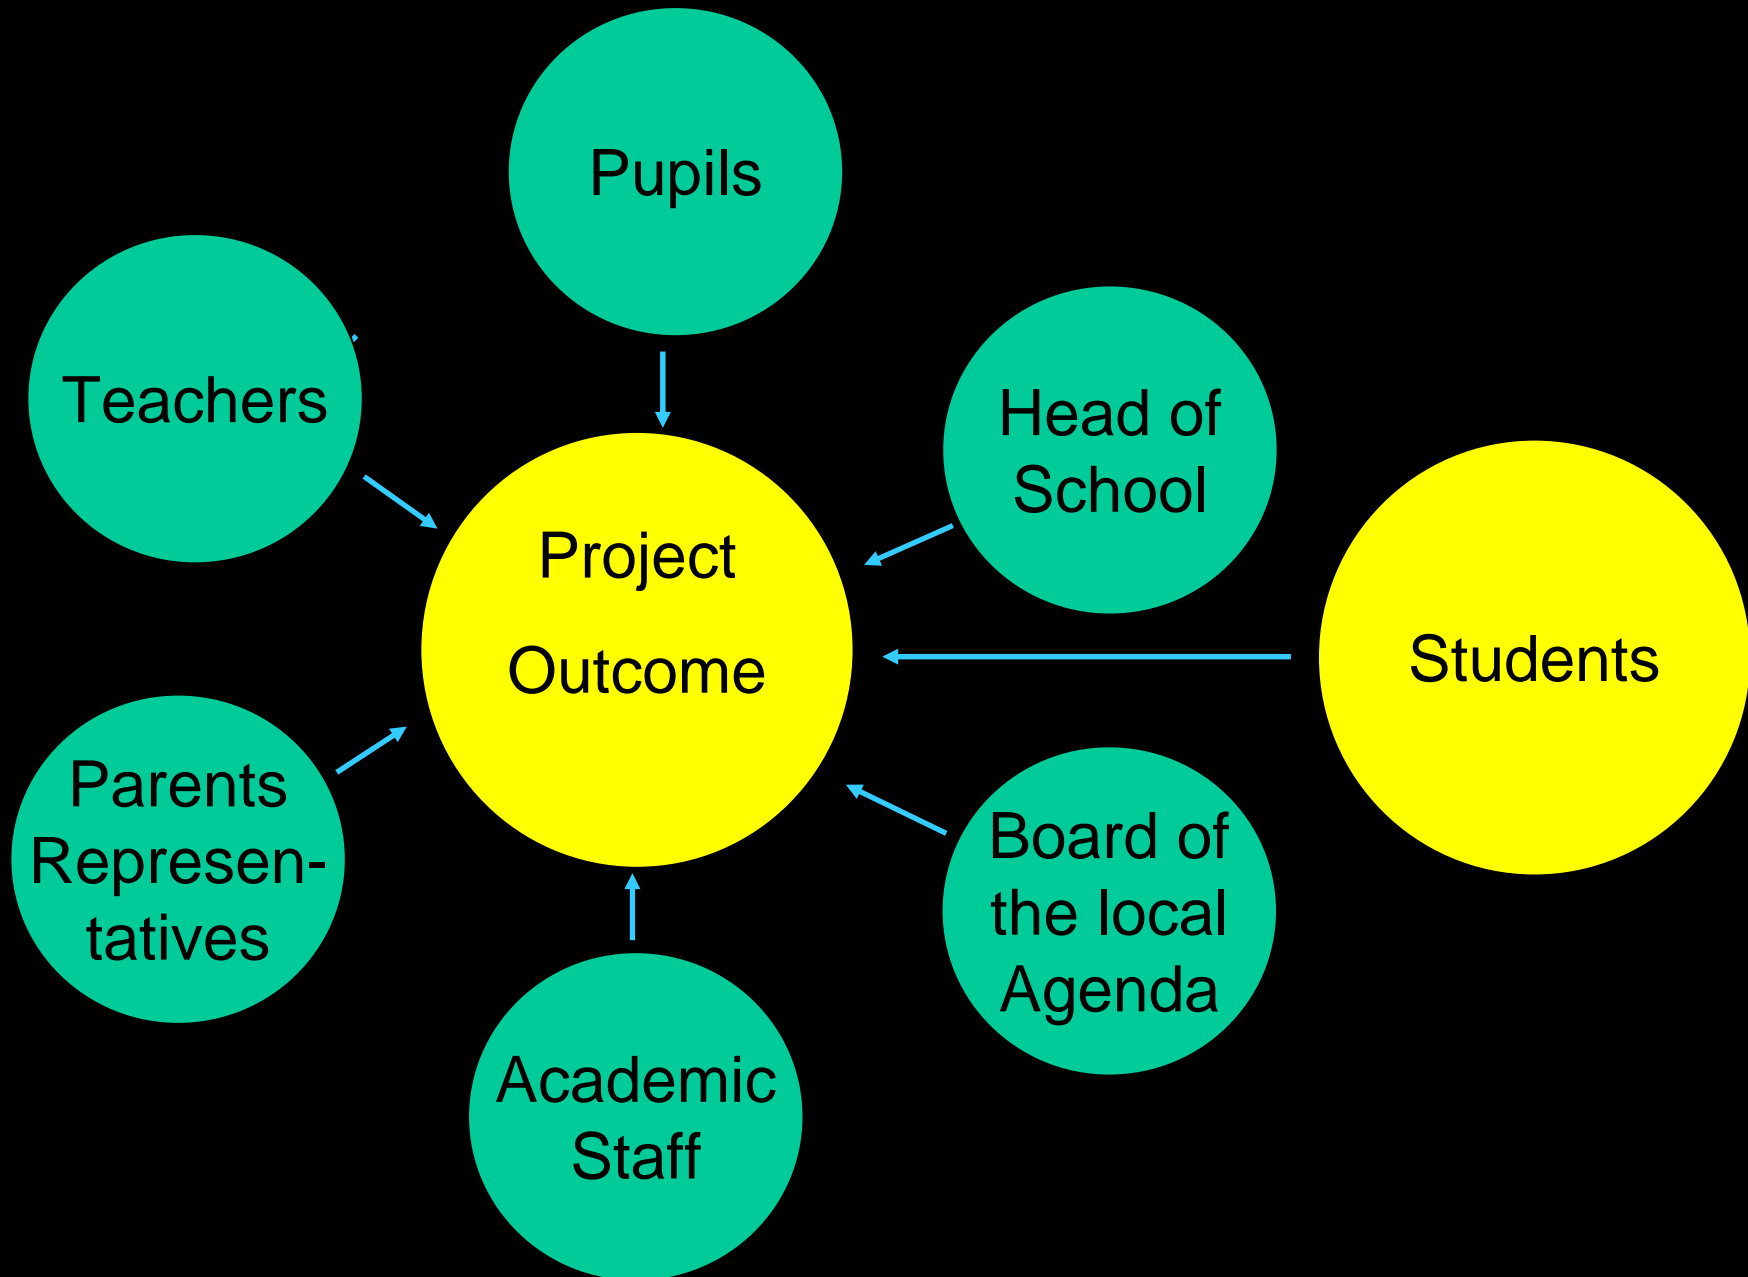 Pupils
Teachers
Head of
School
Project
Outcome
Students
Parents
Represen-
tatives
Board of
the local
Agenda
Academic
Staff